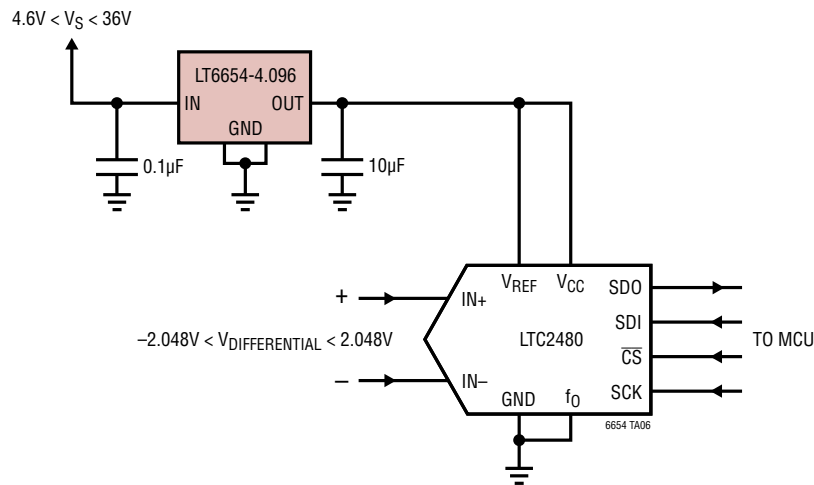 4.6V < VS < 36V
LT6654-4.096
IN
OUT
GND
0.1µF
10µF
VREF
VCC
SDO
+
IN+
SDI
–2.048V < VDIFFERENTIAL < 2.048V
LTC2480
TO MCU
CS
–
IN–
GND
fO
SCK
6654 TA06